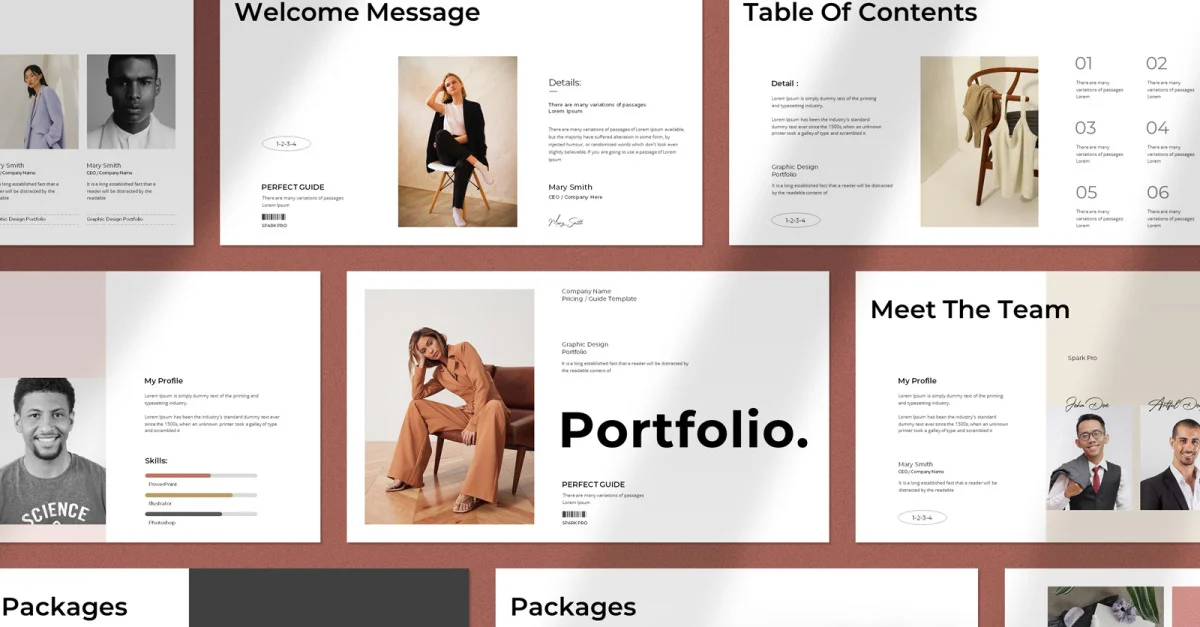 Welcome Message
1-2-3-4
PERFECT GUIDE
There are many variations of passages
Lorem Ipsum
SPARK PRO
Details:
There are many variations of passages
Lorem Ipsum
There are many variations of passages of Lorem Ipsum available,
but the majority have suffered alteration in some form, by
injected humour, or randomised words which don't look even
slightly believable. If you are going to use a passage of Lorem
Ipsum
Mary Smith
CEO / Company Here
Mary Smith
Table Of Contents
Detail :
Lorem Ipsum is simply dummy text of the printing
and typesetting industry.
Lorem Ipsum has been the industry's standard
dummy text ever since the 1500s, when an unknown
printer took a galley of type and scrambled it
Graphic Design
Portfolio
It is a long established fact that a reader will be distracted
by the readable content of
1-2-3-4
01
There are many
variations of passages
Lorem
02
There are many
variations of passages
Lorem
03
There are many
variations of passages
Lorem
04
There are many
variations of passages
Lorem
05
There are many
variations of passages
Lorem
06
There are many
variations of passages
Lorem
ry Smith
/ Company Name
long established fact that a
er will be distracted by the
adable
hic Design Portfolio
Mary Smith
CEO / Company Name
It is a long established fact that a
reader will be distracted by the
readable
Graphic Design Portfolio
SCIENCE
My Profile
Lorem Ipsum is simply dummy text of the printing and
typesetting industry.
Lorem Ipsum has been the industry's standard dummy text ever
since the 1500s, when an unknown printer took a galley of type
and scrambled it
Skills:
PowerPoint
Illustrator
Photoshop
Company Name
Pricing / Guide Template
Graphic Design
Portfolio
It is a long established fact that a reader will be distracted by
the readable content of
Portfolio.
PERFECT GUIDE
There are many variations of passages
Lorem Ipsum
SPARK PRO
Meet The Team
Spark Pro
My Profile
Lorem Ipsum is simply dummy text of the printing
and typesetting industry.
Lorem Ipsum has been the industry's standard
dummy text ever since the 1500s, when an unknown
printer took a galley of type and scrambled it
Mary Smith
CEO / Company Name
It is a long established fact that a reader will be
distracted by the readable
1-2-3-4
John Doe
Packages
Packages